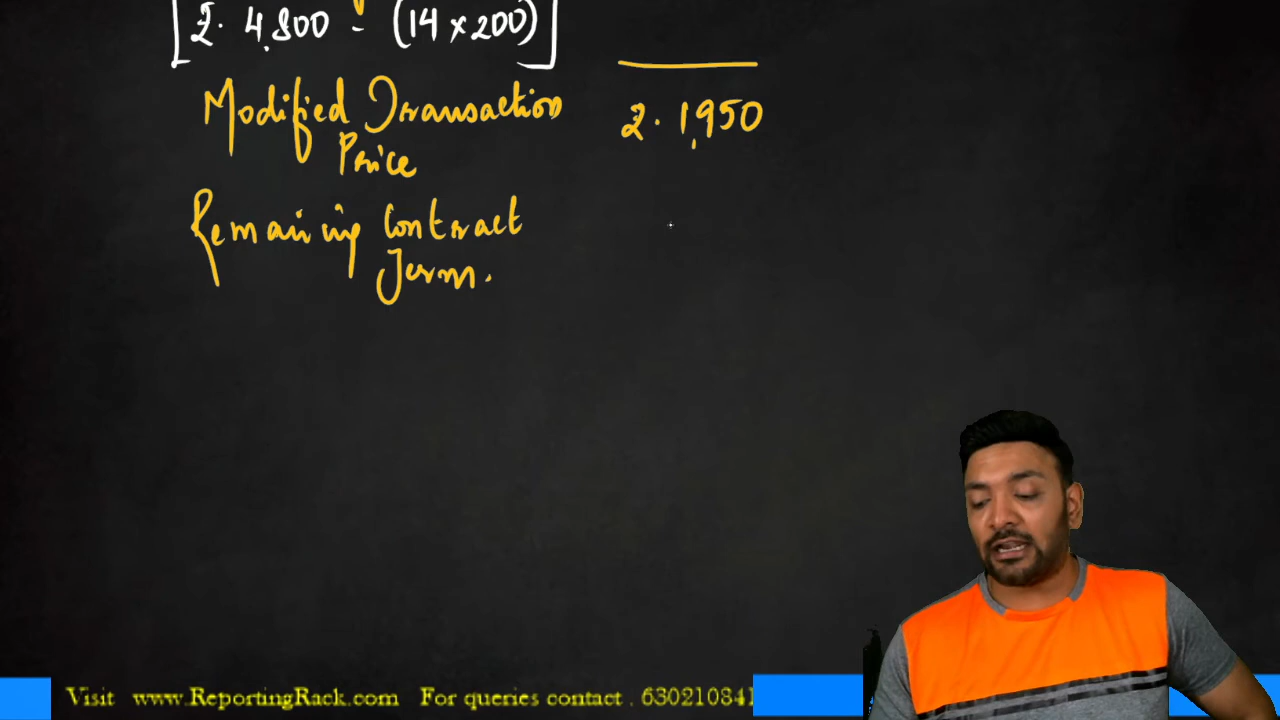 [₹. 4,800 - (14 x 200)]
Modified Transaction ₹. 1,950
Price
Remaining Contract
Term.
Visit www.ReportingRack.com For queries contact . 630210841